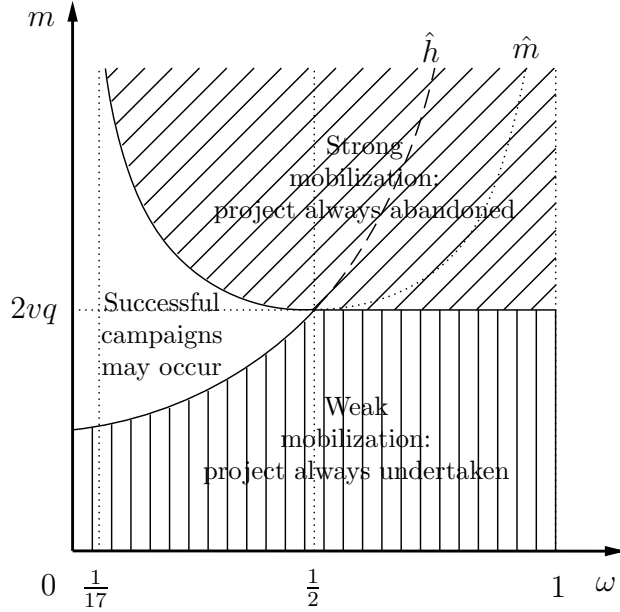 m
ĥ
m̂
Strong
mobilization:
project always abandoned
2vq
Successful
campaigns
may occur
Weak
mobilization:
project always undertaken
0
1/17
1/2
1
ω